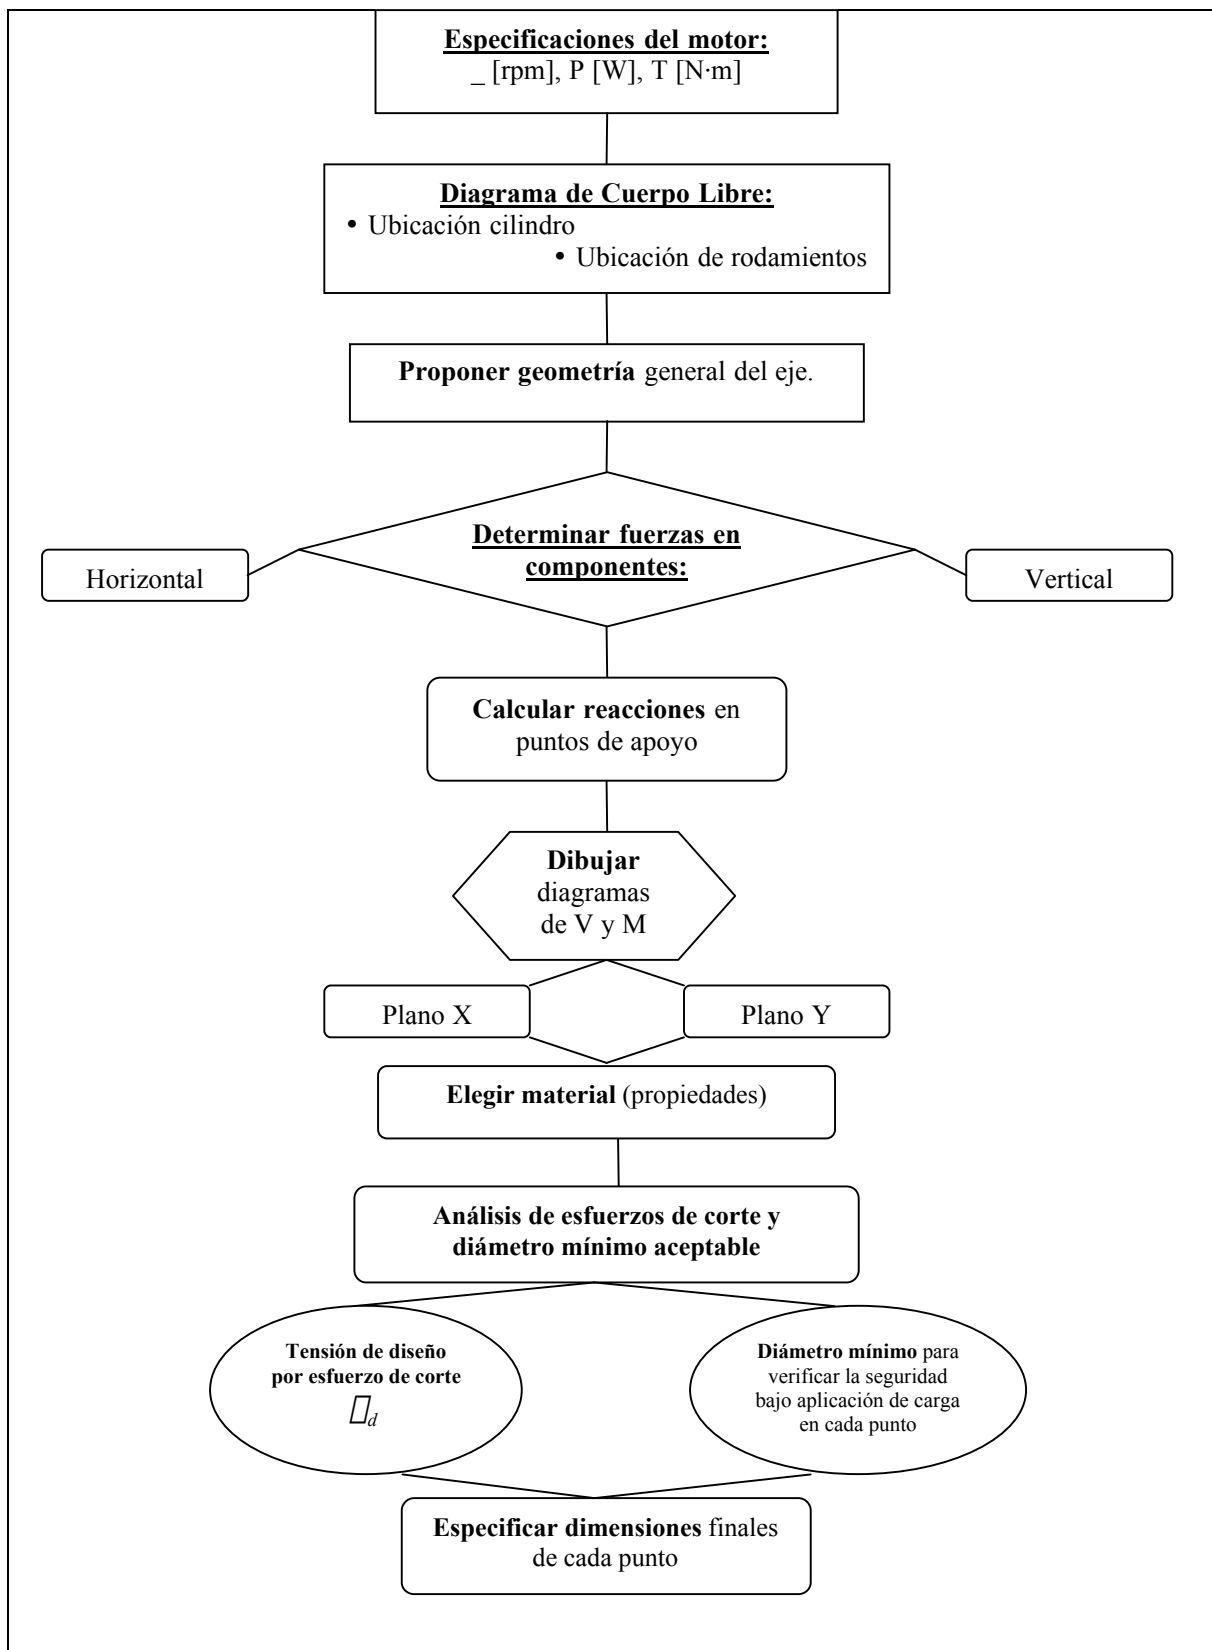 Especificaciones del motor:
_ [rpm], P [W], T [N·m]
Diagrama de Cuerpo Libre:
• Ubicación cilindro
• Ubicación de rodamientos
Proponer geometría general del eje.
Determinar fuerzas en
componentes:
Horizontal
Vertical
Calcular reacciones en
puntos de apoyo
Dibujar
diagramas
de V y M
Plano X
Plano Y
Elegir material (propiedades)
Análisis de esfuerzos de corte y
diámetro mínimo aceptable
Tensión de diseño
por esfuerzo de corte
▯d
Diámetro mínimo para
verificar la seguridad
bajo aplicación de carga
en cada punto
Especificar dimensiones finales
de cada punto